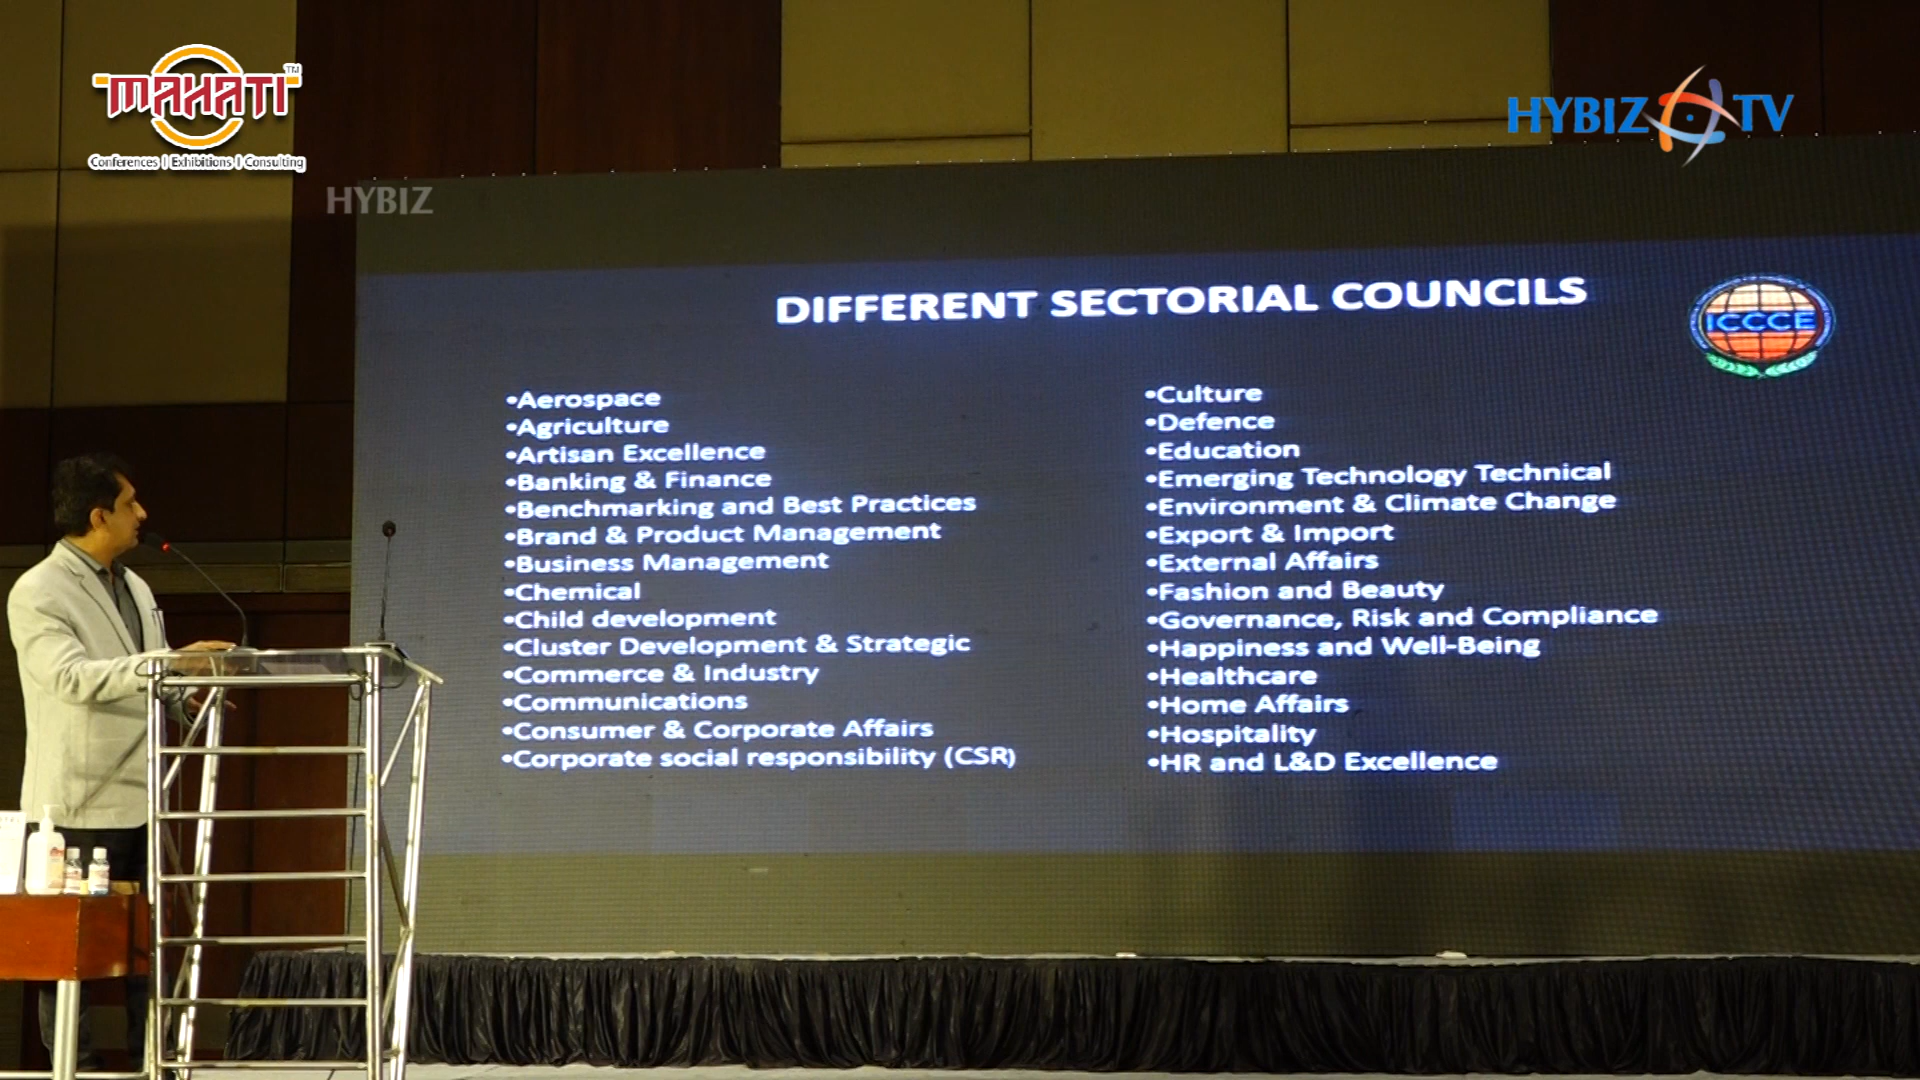 MAHATI
TM
Conferences | Exhibitions | Consulting
HYBIZ TV
HYBIZ
DIFFERENT SECTORIAL COUNCILS
ICCCE
•Aerospace
•Agriculture
•Artisan Excellence
•Banking & Finance
•Benchmarking and Best Practices
•Brand & Product Management
•Business Management
•Chemical
•Child development
•Cluster Development & Strategic
•Commerce & Industry
•Communications
•Consumer & Corporate Affairs
•Corporate social responsibility (CSR)
•Culture
•Defence
•Education
•Emerging Technology Technical
•Environment & Climate Change
•Export & Import
•External Affairs
•Fashion and Beauty
•Governance, Risk and Compliance
•Happiness and Well-Being
•Healthcare
•Home Affairs
•Hospitality
•HR and L&D Excellence